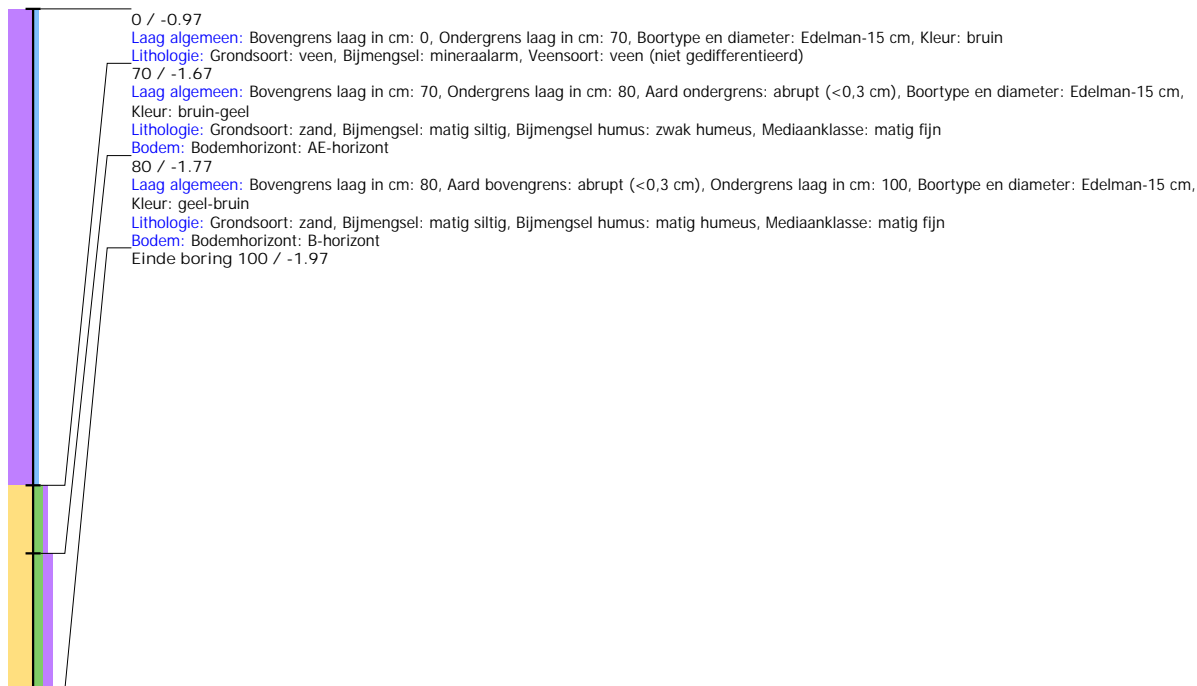 0 / -0.97
Laag algemeen: Bovengrens laag in cm: 0, Ondergrens laag in cm: 70, Boortype en diameter: Edelman-15 cm, Kleur: bruin
Lithologie: Grondsoort: veen, Bijmengsel: mineraalarm, Veensoort: veen (niet gedifferentieerd)
70 / -1.67
Laag algemeen: Bovengrens laag in cm: 70, Ondergrens laag in cm: 80, Aard ondergrens: abrupt (<0,3 cm), Boortype en diameter: Edelman-15 cm,
Kleur: bruin-geel
Lithologie: Grondsoort: zand, Bijmengsel: matig siltig, Bijmengsel humus: zwak humeus, Mediaanklasse: matig fijn
Bodem: Bodemhorizont: AE-horizont
80 / -1.77
Laag algemeen: Bovengrens laag in cm: 80, Aard bovengrens: abrupt (<0,3 cm), Ondergrens laag in cm: 100, Boortype en diameter: Edelman-15 cm,
Kleur: geel-bruin
Lithologie: Grondsoort: zand, Bijmengsel: matig siltig, Bijmengsel humus: matig humeus, Mediaanklasse: matig fijn
Bodem: Bodemhorizont: B-horizont
Einde boring 100 / -1.97